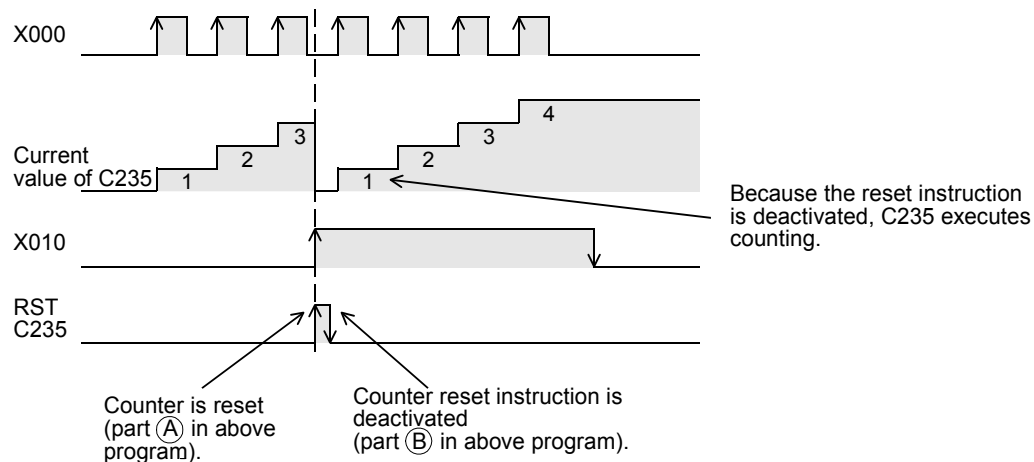 X000
Current
value of C235
1
2
3
1
2
3
4
Because the reset instruction
is deactivated, C235 executes
counting.
X010
RST
C235
Counter is reset
(part A in above
program).
Counter reset instruction is
deactivated
(part B in above program).